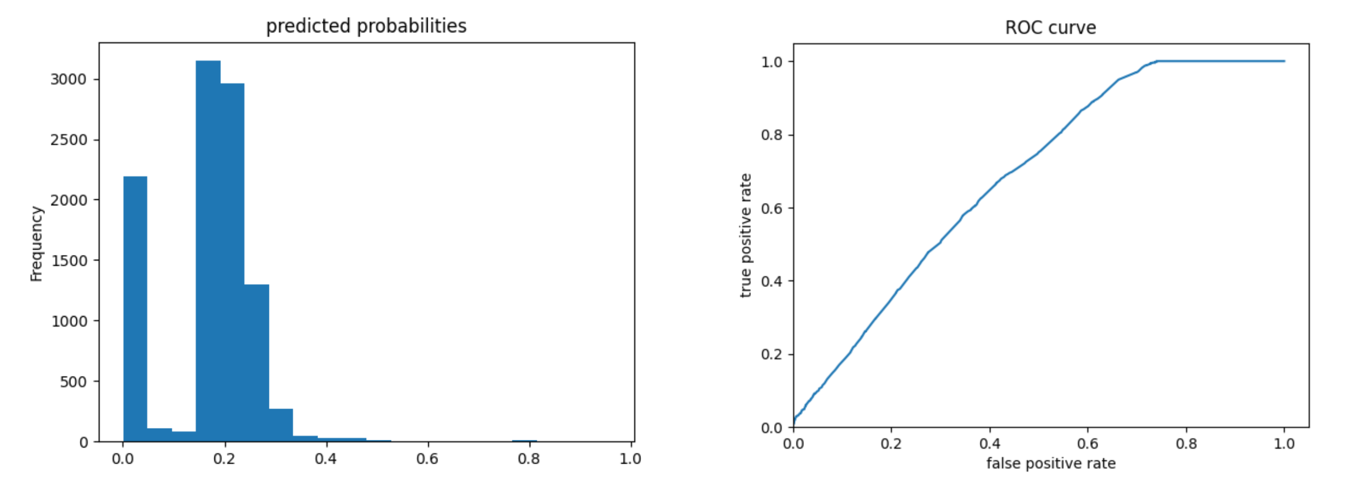 predicted probabilities
Frequency
3000
2500
2000
1500
1000
500
0
0.0 0.2 0.4 0.6 0.8 1.0
ROC curve
true positive rate
1.0
0.8
0.6
0.4
0.2
0.0
0.0 0.2 0.4 0.6 0.8 1.0
false positive rate